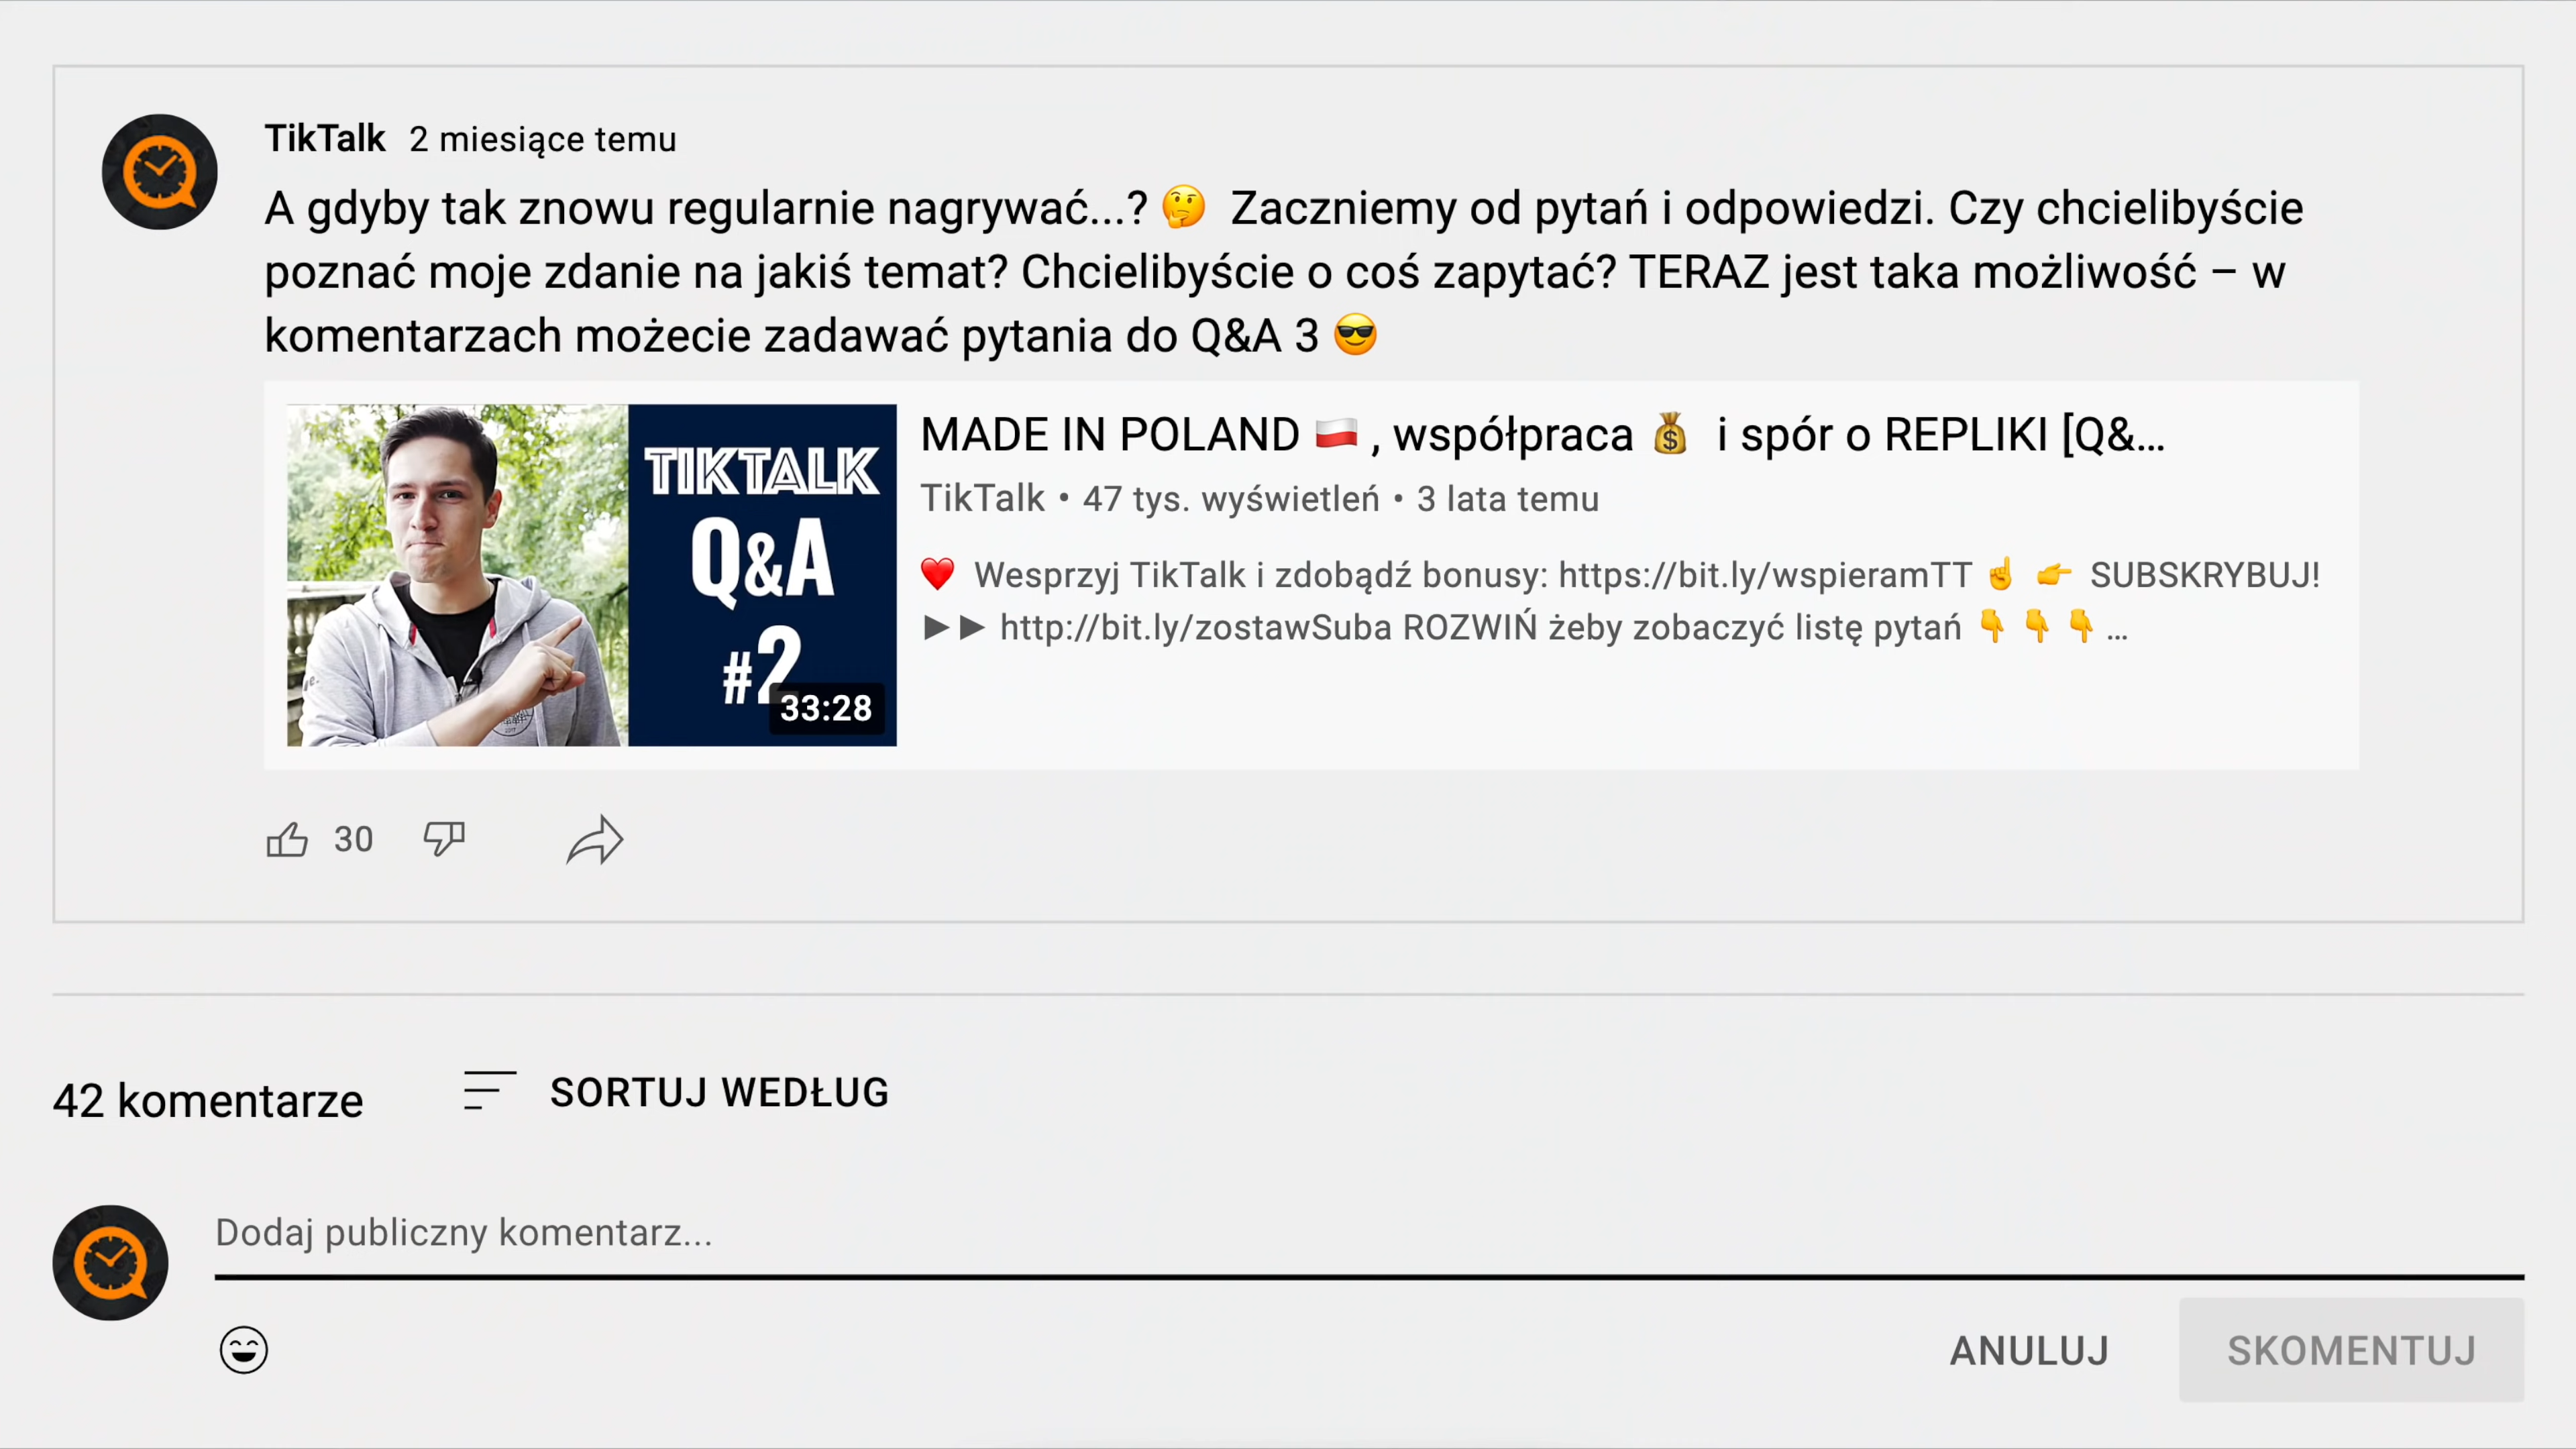 TikTalk 2 miesiące temu
A gdyby tak znowu regularnie nagrywać...? 🤔 Zaczniemy od pytań i odpowiedzi. Czy chcielibyście
poznać moje zdanie na jakiś temat? Chcielibyście o coś zapytać? TERAZ jest taka możliwość – w
komentarzach możecie zadawać pytania do Q&A 3 😎
TIKTALK
Q&A
#2
33:28
MADE IN POLAND 🇵🇱 , współpraca 💰 i spór o REPLIKI [Q&...
TikTalk • 47 tys. wyświetleń • 3 lata temu
❤️ Wesprzyj TikTalk i zdobądź bonusy: https://bit.ly/wspieramTT ☝️ 👉 SUBSKRYBUJ!
►► http://bit.ly/zostawSuba ROZWIŃ żeby zobaczyć listę pytań 👇 👇 👇 ...
30
42 komentarze SORTUJ WEDŁUG
Dodaj publiczny komentarz...
ANULUJ SKOMENTUJ